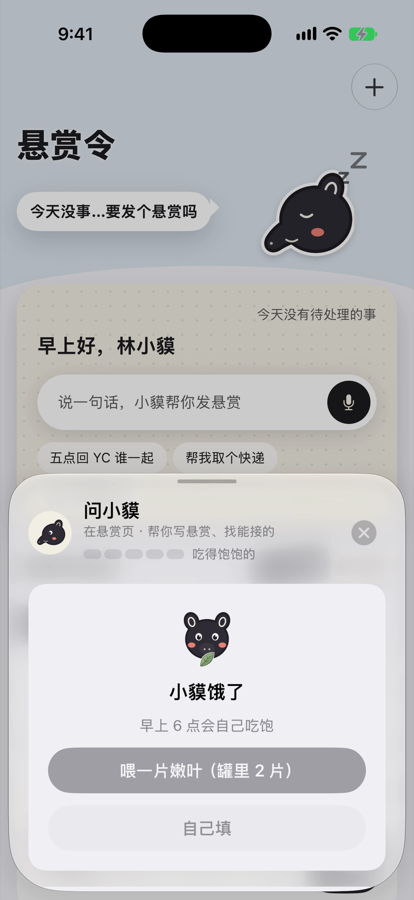 9:41
悬赏令
Z
z
今天没事...要发个悬赏吗
今天没有待处理的事
早上好，林小貘
说一句话，小貘帮你发悬赏
五点回 YC 谁一起
帮我取个快递
问小貘
在悬赏页 · 帮你写悬赏、找能接的
吃得饱饱的
小貘饿了
早上 6 点会自己吃饱
喂一片嫩叶（罐里 2 片）
自己填